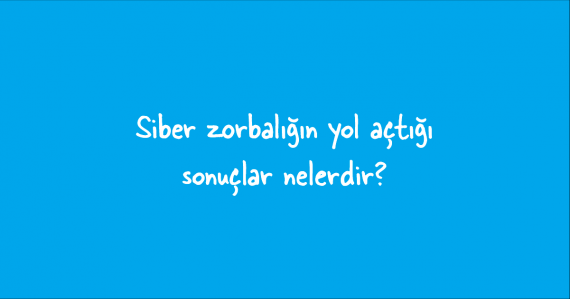 Siber zorbalığın yol açtığı
sonuçlar nelerdir?